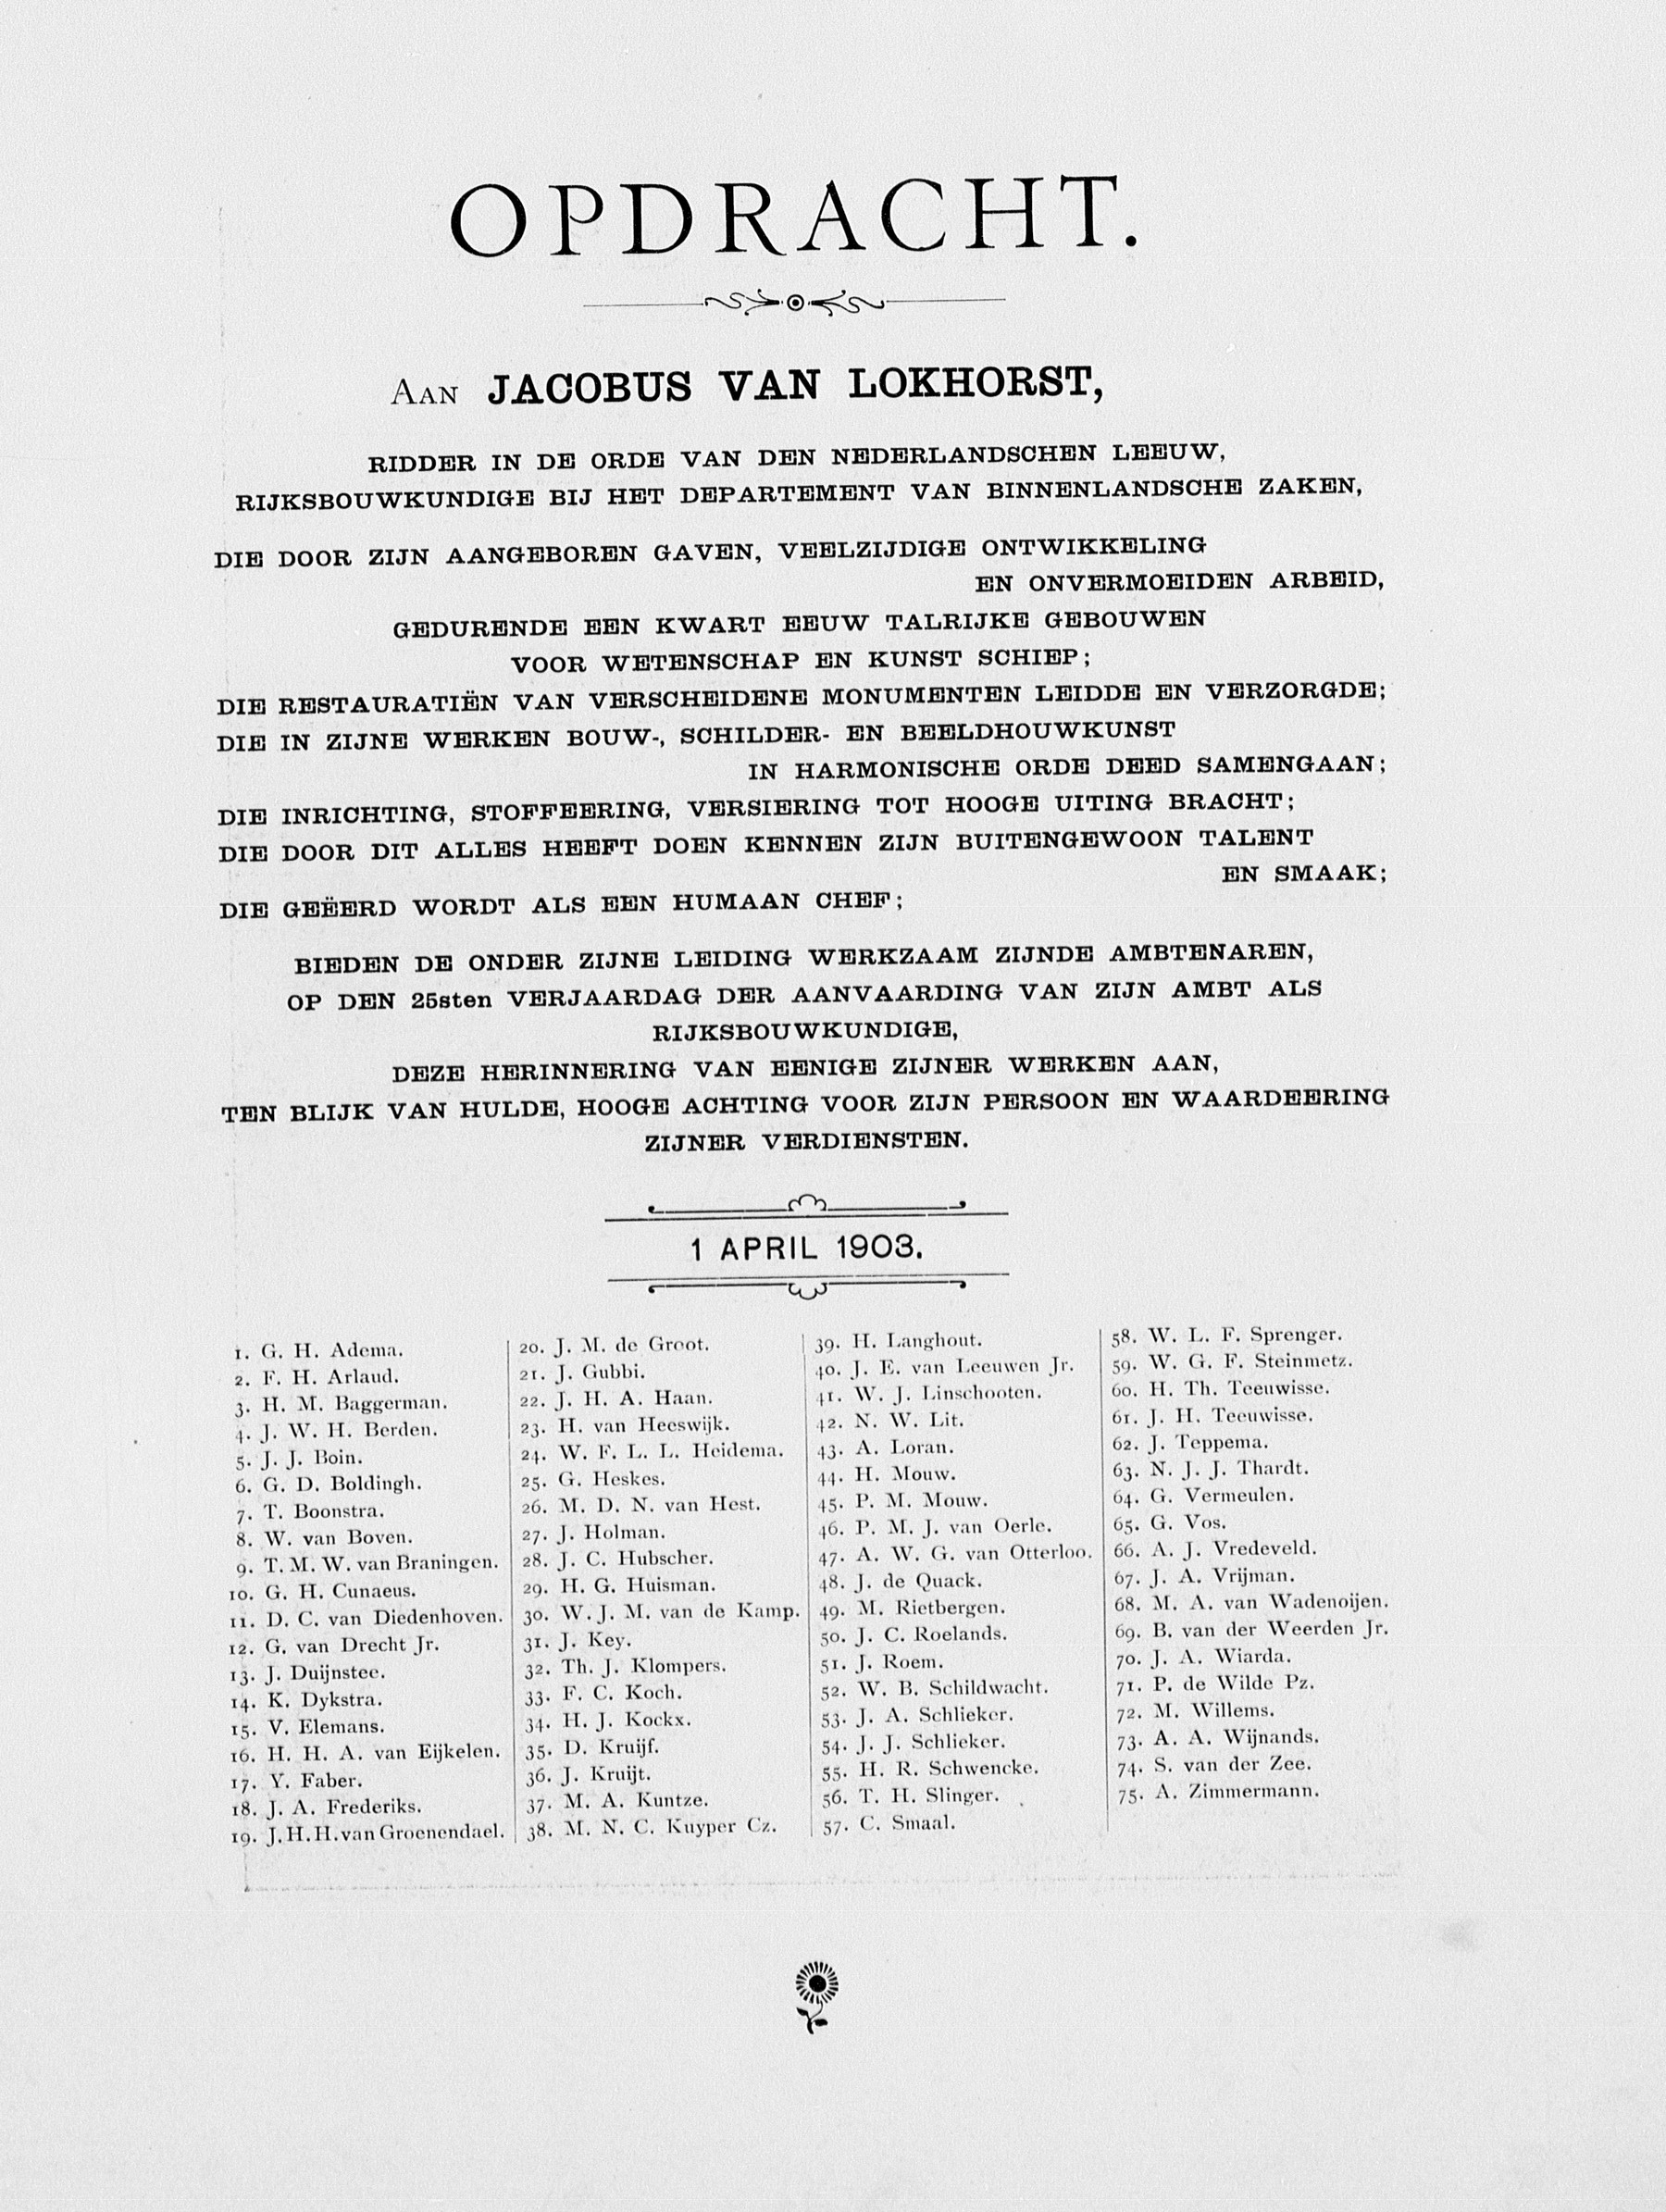 OPDRACHT.
AAN JACOBUS VAN LOKHORST,
RIDDER IN DE ORDE VAN DEN NEDERLANDSCHEN LEEUW,
RIJKSBOUWKUNDIGE BIJ HET DEPARTEMENT VAN BINNENLANDSCHE ZAKEN,
DIE DOOR ZIJN AANGEBOREN GAVEN, VEELZIJDIGE ONTWIKKELING
EN ONVERMOEIDEN ARBEID,
GEDURENDE EEN KWART EEUW TALRIJKE GEBOUWEN
VOOR WETENSCHAP EN KUNST SCHIEP;
DIE RESTAURATIËN VAN VERSCHEIDENE MONUMENTEN LEIDDE EN VERZORGDE;
DIE IN ZIJNE WERKEN BOUW-, SCHILDER- EN BEELDHOUWKUNST
IN HARMONISCHE ORDE DEED SAMENGAAN;
DIE INRICHTING, STOFFEERING, VERSIERING TOT HOOGE UITING BRACHT;
DIE DOOR DIT ALLES HEEFT DOEN KENNEN ZIJN BUITENGEWOON TALENT
EN SMAAK;
DIE GEËERD WORDT ALS EEN HUMAAN CHEF;
BIEDEN DE ONDER ZIJNE LEIDING WERKZAAM ZIJNDE AMBTENAREN,
OP DEN 25sten VERJAARDAG DER AANVAARDING VAN ZIJN AMBT ALS
RIJKSBOUWKUNDIGE,
DEZE HERINNERING VAN EENIGE ZIJNER WERKEN AAN,
TEN BLIJK VAN HULDE, HOOGE ACHTING VOOR ZIJN PERSOON EN WAARDEERING
ZIJNER VERDIENSTEN.
1 APRIL 1903.
1. G. H. Adema.
2. F. H. Arlaud.
3. H. M. Baggerman.
4. J. W. H. Berden.
5. J. J. Boin.
6. G. D. Boldingh.
7. T. Boonstra.
8. W. van Boven.
9. T. M. W. van Braningen.
10. G. H. Cunaeus.
11. D. C. van Diedenhoven.
12. G. van Drecht Jr.
13. J. Duijnstee.
14. K. Dykstra.
15. V. Elemans.
16. H. H. A. van Eijkelen.
17. Y. Faber.
18. J. A. Frederiks.
19. J. H. H. van Groenendael.
20. J. M. de Groot.
21. J. Gubbi.
22. J. H. A. Haan.
23. H. van Heeswijk.
24. W. F. L. L. Heidema.
25. G. Heskes.
26. M. D. N. van Hest.
27. J. Holman.
28. J. C. Hubscher.
29. H. G. Huisman.
30. W. J. M. van de Kamp.
31. J. Key.
32. Th. J. Klompers.
33. F. C. Koch.
34. H. J. Kockx.
35. D. Kruijf.
36. J. Kruijt.
37. M. A. Kuntze.
38. M. N. C. Kuyper Cz.
39. H. Langhout.
40. J. E. van Leeuwen Jr.
41. W. J. Linschooten.
42. N. W. Lit.
43. A. Loran.
44. H. Mouw.
45. P. M. Mouw.
46. P. M. J. van Oerle.
47. A. W. G. van Otterloo.
48. J. de Quack.
49. M. Rietbergen.
50. J. C. Roelands.
51. J. Roem.
52. W. B. Schildwacht.
53. J. A. Schlieker.
54. J. J. Schlieker.
55. H. R. Schwencke.
56. T. H. Slinger.
57. C. Smaal.
58. W. L. F. Sprenger.
59. W. G. F. Steinmetz.
60. H. Th. Teeuwisse.
61. J. H. Teeuwisse.
62. J. Teppema.
63. N. J. J. Thardt.
64. G. Vermeulen.
65. G. Vos.
66. A. J. Vredeveld.
67. J. A. Vrijman.
68. M. A. van Wadenoijen.
69. B. van der Weerden Jr.
70. J. A. Wiarda.
71. P. de Wilde Pz.
72. M. Willems.
73. A. A. Wijnands.
74. S. van der Zee.
75. A. Zimmermann.